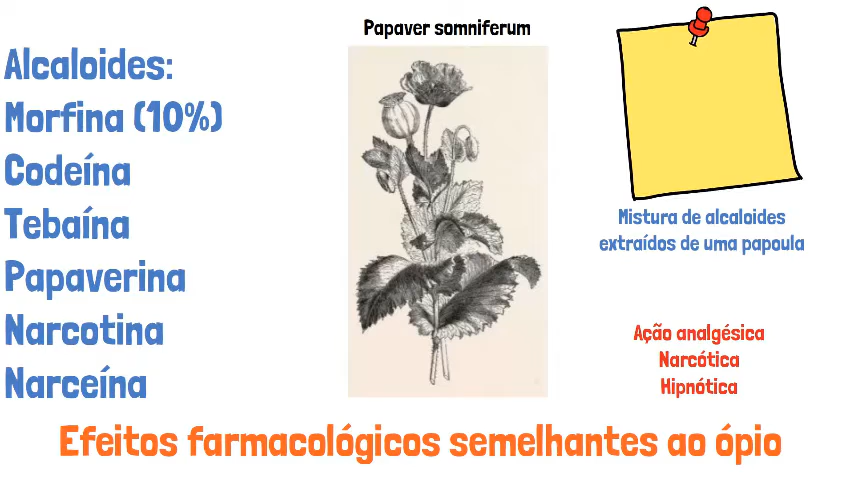 Papaver somniferum
Alcaloides:
Morfina (10%)
Codeína
Tebaína
Papaverina
Narcotina
Narceína
Mistura de alcaloides
extraídos de uma papoula
Ação analgésica
Narcótica
Hipnótica
Efeitos farmacológicos semelhantes ao ópio